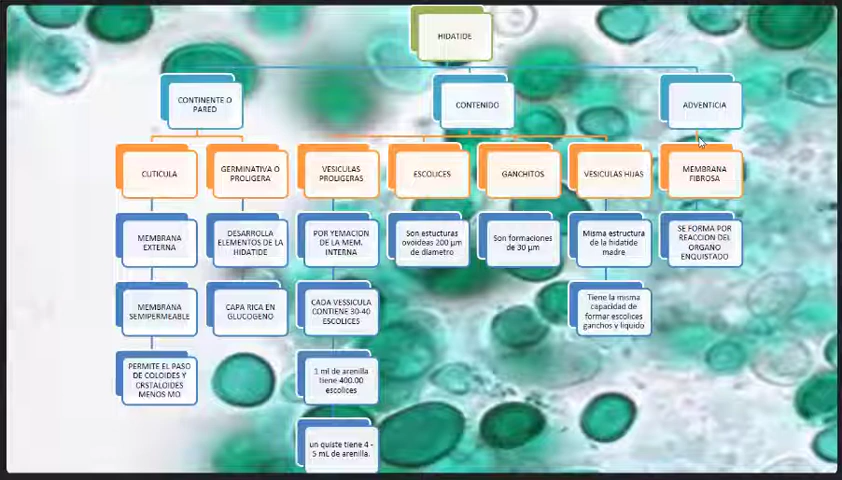 HIDATIDE
CONTINENTE O
PARED
CONTENIDO
ADVENTICIA
CUTICULA
GERMINATIVA O
PROLIGERA
VESICULAS
PROLIGERAS
ESCOLICES
GANCHITOS
VESICULAS HIJAS
MEMBRANA
FIBROSA
MEMBRANA
EXTERNA
DESARROLLA
ELEMENTOS DE LA
HIDATIDE
POR YEMACION
DE LA MEM.
INTERNA
Son estucturas
ovoideas 200 µm
de diametro
Son formaciones
de 30 µm
Misma estructura
de la hidatide
madre
SE FORMA POR
REACCION DEL
ORGANO
ENQUISTADO
MEMBRANA
SEMIPERMEABLE
CAPA RICA EN
GLUCOGENO
CADA VESSICULA
CONTIENE 30-40
ESCOLICES
Tiene la misma
capacidad de
formar escolices
ganchos y liquido
PERMITE EL PASO
DE COLOIDES Y
CRSTALOIDES
MENOS MO
1 ml de arenilla
tiene 400.00
escolices
un quiste tiene 4 -
5 mL de arenilla.